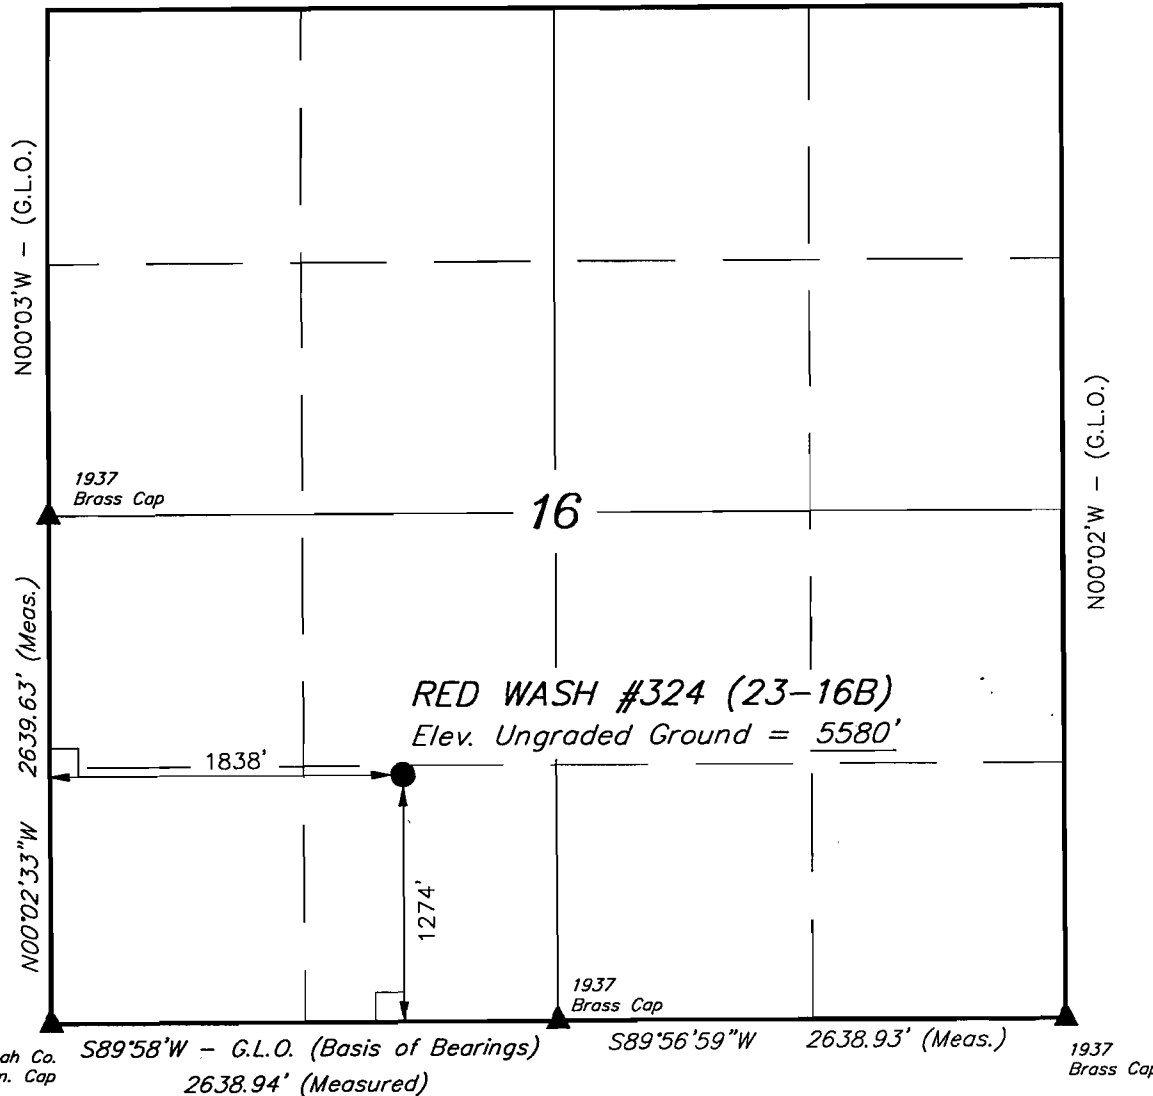 N00°03'W – (G.L.O.)
N00°02'W – (G.L.O.)
1937
Brass Cap
16
2639.63' (Meas.)
RED WASH #324 (23–16B)
Elev. Ungraded Ground = 5580'
1838'
N00°02'33"W
1274'
1937
Brass Cap
Co.
Cap
S89°58'W – G.L.O. (Basis of Bearings)
2638.94' (Measured)
S89°56'59"W 2638.93' (Meas.)
1937
Brass Cap